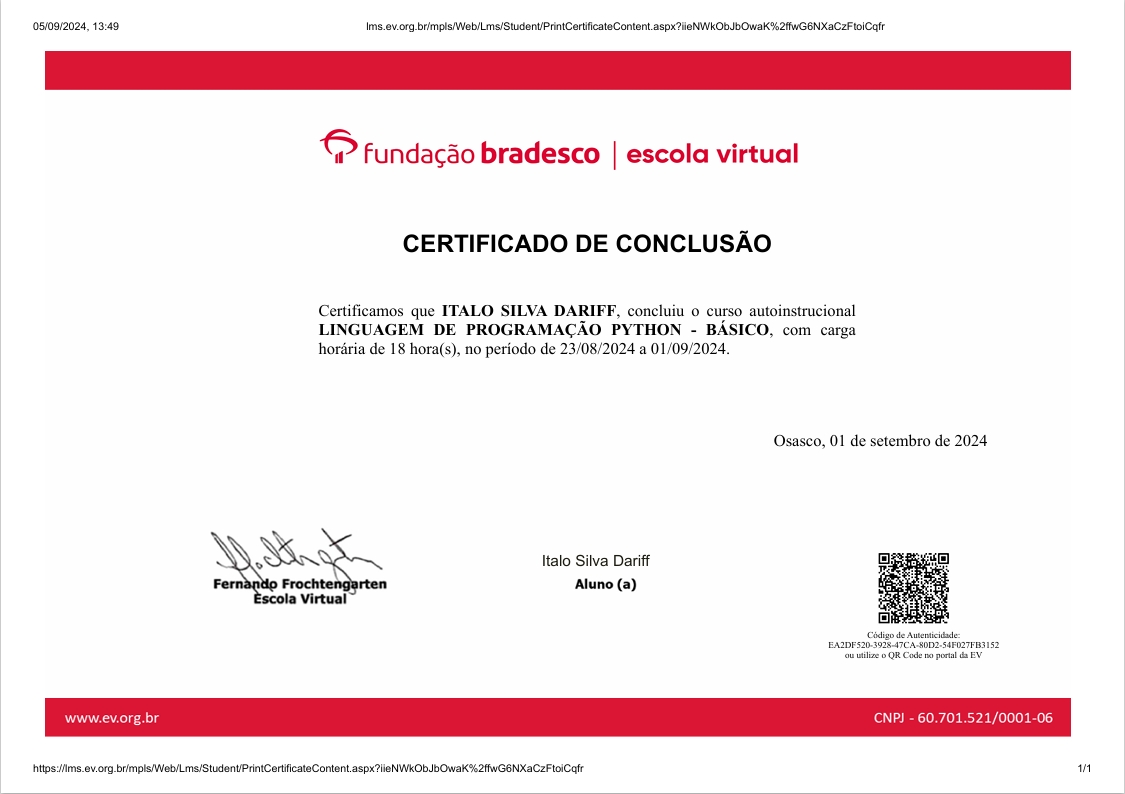 05/09/2024, 13:49
lms.ev.org.br/mpls/Web/Lms/Student/PrintCertificateContent.aspx?iieNWkObJbOwaK%2ffwG6NXaCzFtoiCqfr
fundação bradesco | escola virtual
CERTIFICADO DE CONCLUSÃO
Certificamos que ITALO SILVA DARIFF, concluiu o curso autoinstrucional
LINGUAGEM DE PROGRAMAÇÃO PYTHON - BÁSICO, com carga
horária de 18 hora(s), no período de 23/08/2024 a 01/09/2024.
Osasco, 01 de setembro de 2024
Fernando Frochtengarten
Escola Virtual
Italo Silva Dariff
Aluno (a)
Código de Autenticidade:
EA2DF520-3928-47CA-80D2-54F027FB3152
ou utilize o QR Code no portal da EV
www.ev.org.br
CNPJ - 60.701.521/0001-06
https://lms.ev.org.br/mpls/Web/Lms/Student/PrintCertificateContent.aspx?iieNWkObJbOwaK%2ffwG6NXaCzFtoiCqfr
1/1